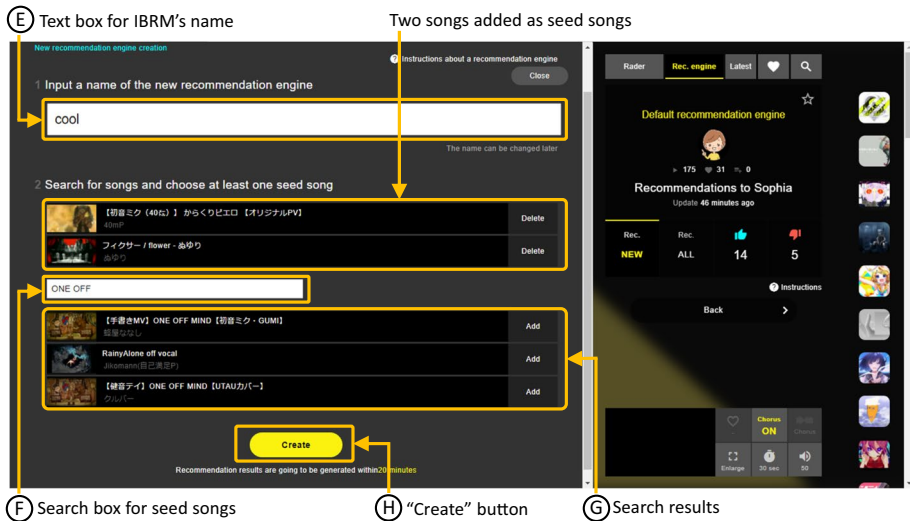 E Text box for IBRM's name
Two songs added as seed songs
New recommendation engine creation
? Instructions about a recommendation engine
Close
1 Input a name of the new recommendation engine
cool
The name can be changed later
2 Search for songs and choose at least one seed song
【初音ミク（40㍍）】 からくりピエロ 【オリジナルPV】
40mP
Delete
フィクサー / flower - ぬゆり
ぬゆり
Delete
ONE OFF
【手書きMV】ONE OFF MIND【初音ミク・GUMI】
Add
RainyAlone off vocal
Jikomann(自己満足P)
Add
【健音テイ】ONE OFF MIND【UTAUカバー】
クルパー
Add
Create
Recommendation results are going to be generated within20 minutes
Rader
Rec. engine
Latest
Default recommendation engine
175 31 0
Recommendations to Sophia
Update 46 minutes ago
Rec. Rec.
NEW ALL 14 5
? Instructions
Back >
Chorus
ON
Chorus
Enlarge 30 sec 50
F Search box for seed songs
H "Create" button
G Search results